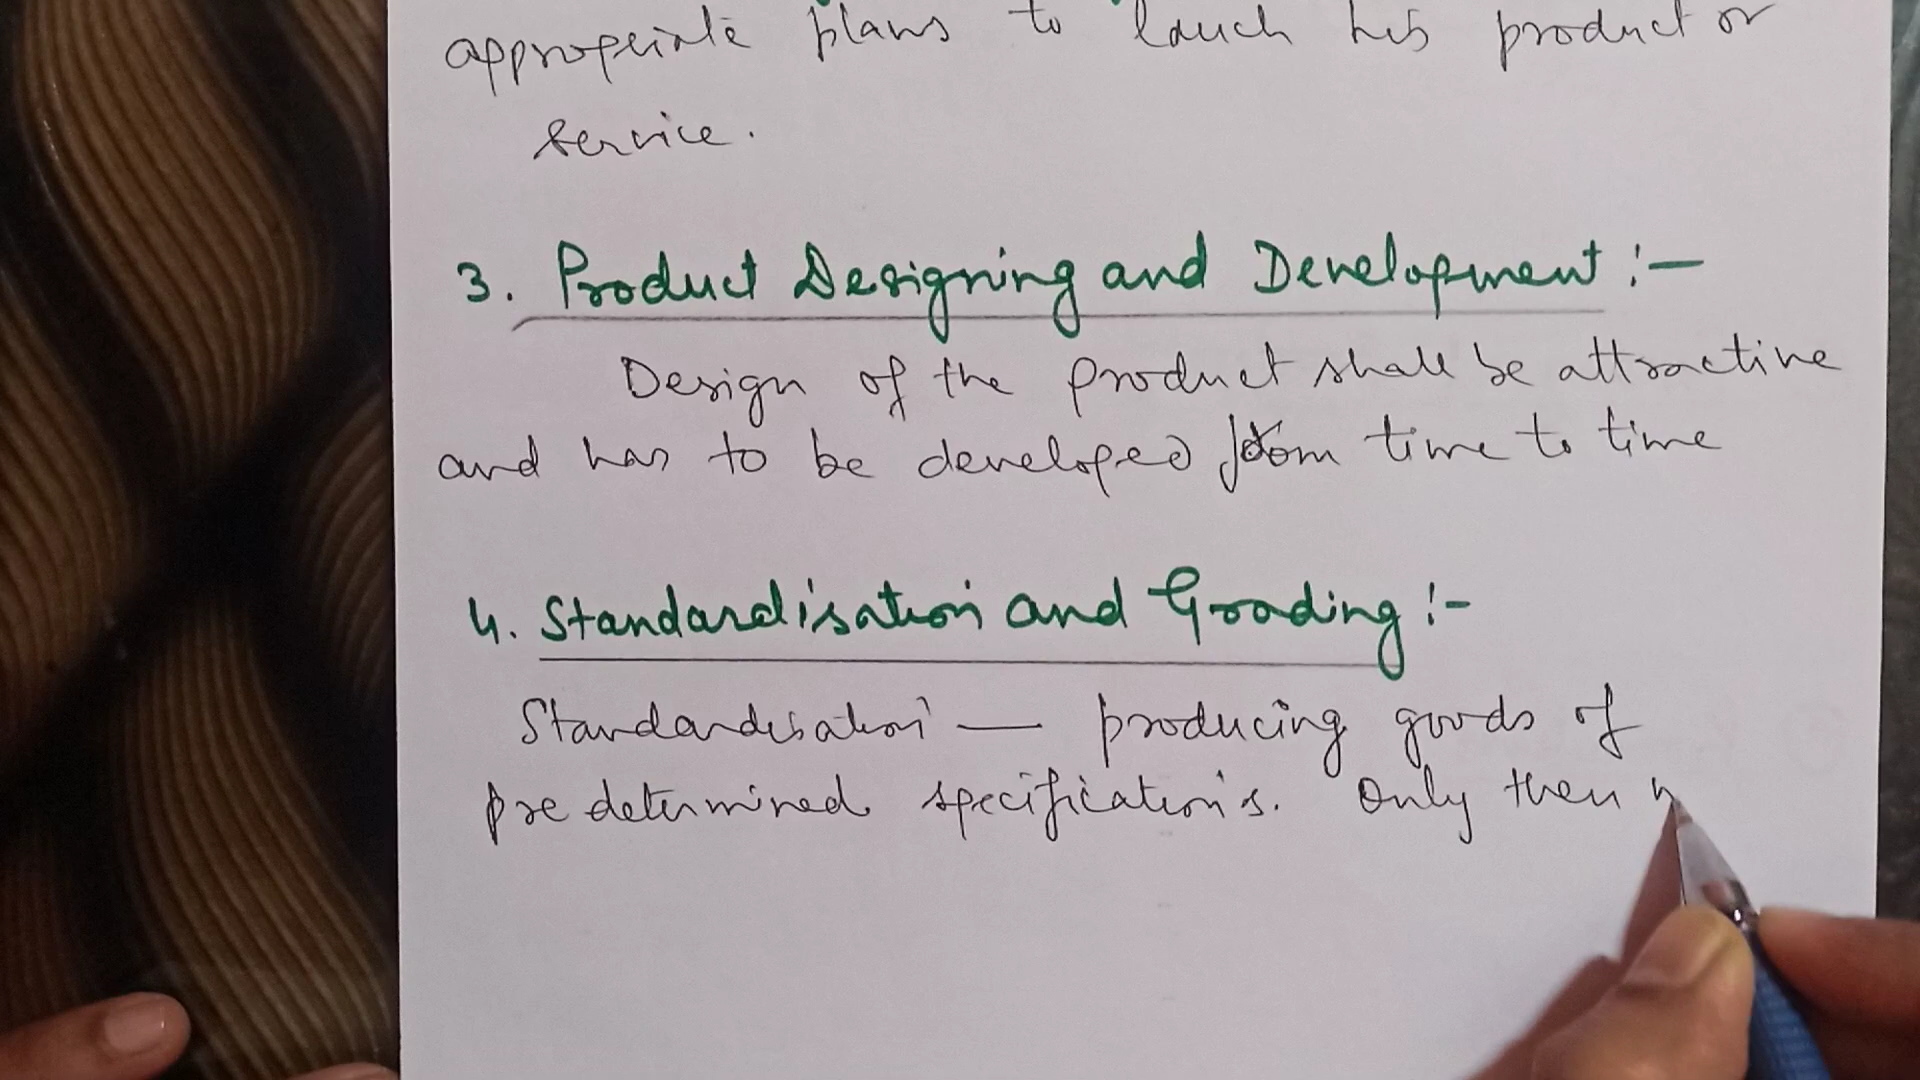 appropriate plans to lauch his product or
service.
3. Product Designing and Development :-
Design of the product shall be attractive
and has to be developed from time to time
4. Standardisation and Grading :-
Standardisation — producing goods of
pre determined specifications. Only then